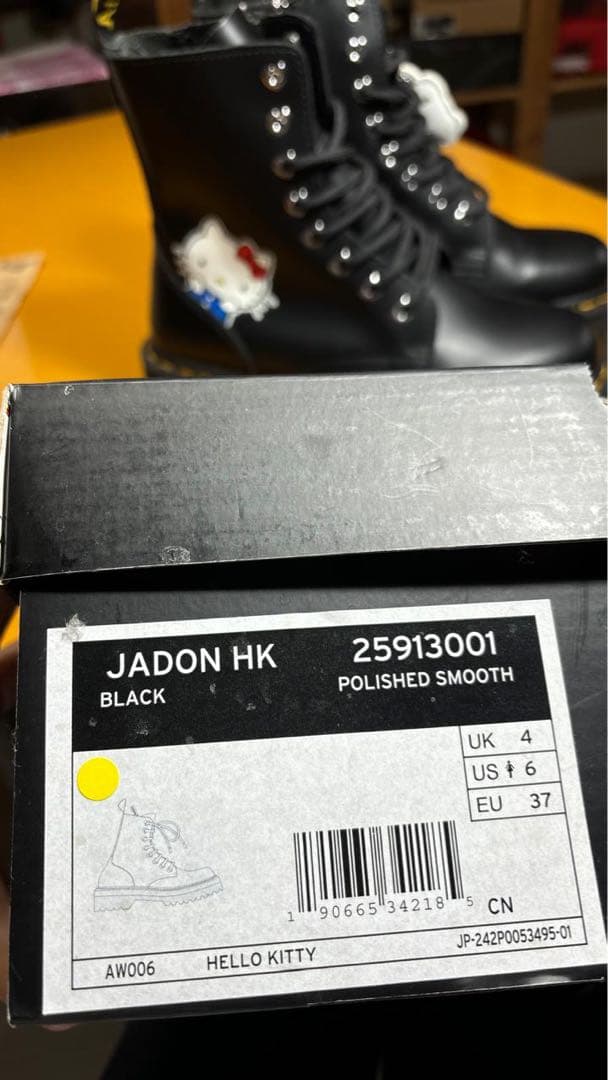 JADON HK 25913001
BLACK POLISHED SMOOTH
UK 4
US 6
EU 37
1 90665 34218 5 CN
JP-242P0053495-01
AW006 HELLO KITTY